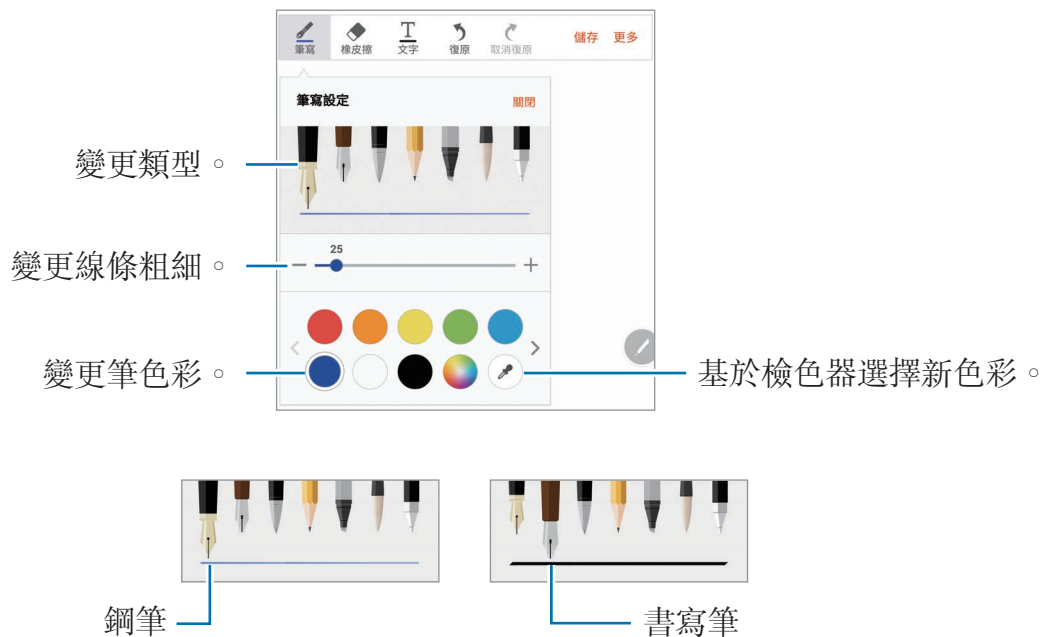 筆寫 橡皮擦 文字 復原 取消復原 儲存 更多
筆寫設定 關閉
變更類型。
25
變更線條粗細。
變更筆色彩。
基於檢色器選擇新色彩。
鋼筆
書寫筆